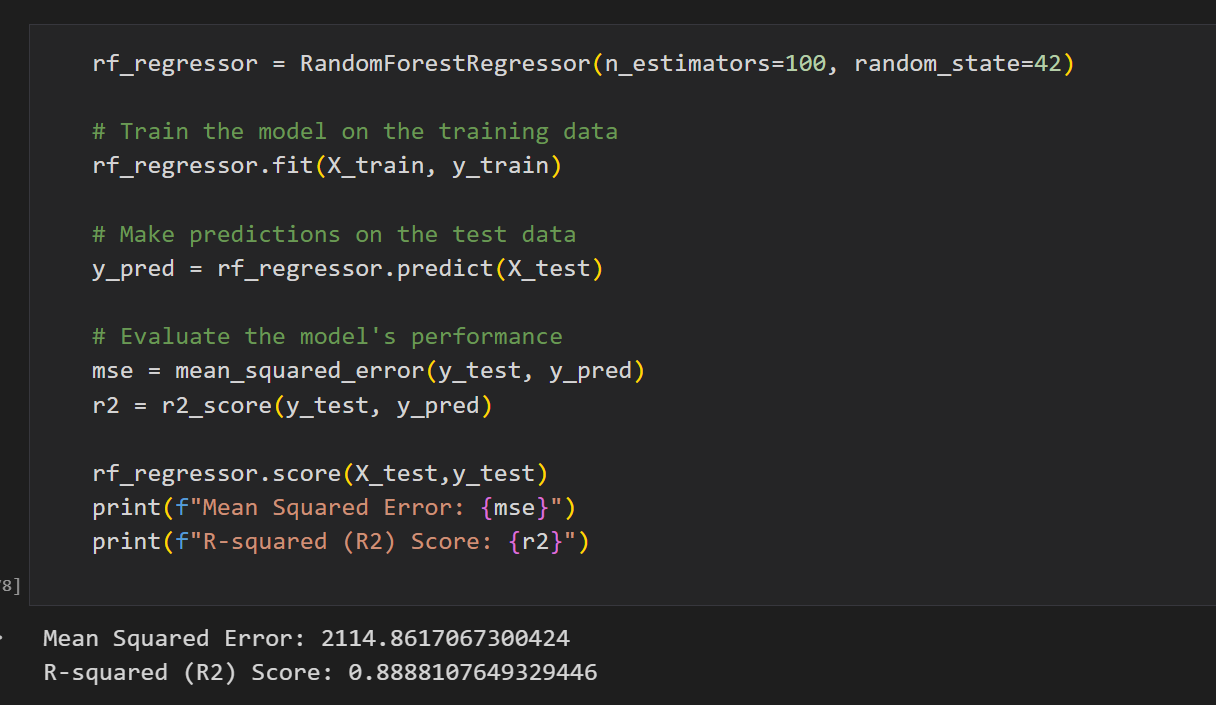 rf_regressor = RandomForestRegressor(n_estimators=100, random_state=42)
# Train the model on the training data
rf_regressor.fit(X_train, y_train)
# Make predictions on the test data
y_pred = rf_regressor.predict(X_test)
# Evaluate the model's performance
mse = mean_squared_error(y_test, y_pred)
r2 = r2_score(y_test, y_pred)
rf_regressor.score(X_test,y_test)
print(f"Mean Squared Error: {mse}")
print(f"R-squared (R2) Score: {r2}")
8]
Mean Squared Error: 2114.8617067300424
R-squared (R2) Score: 0.8888107649329446